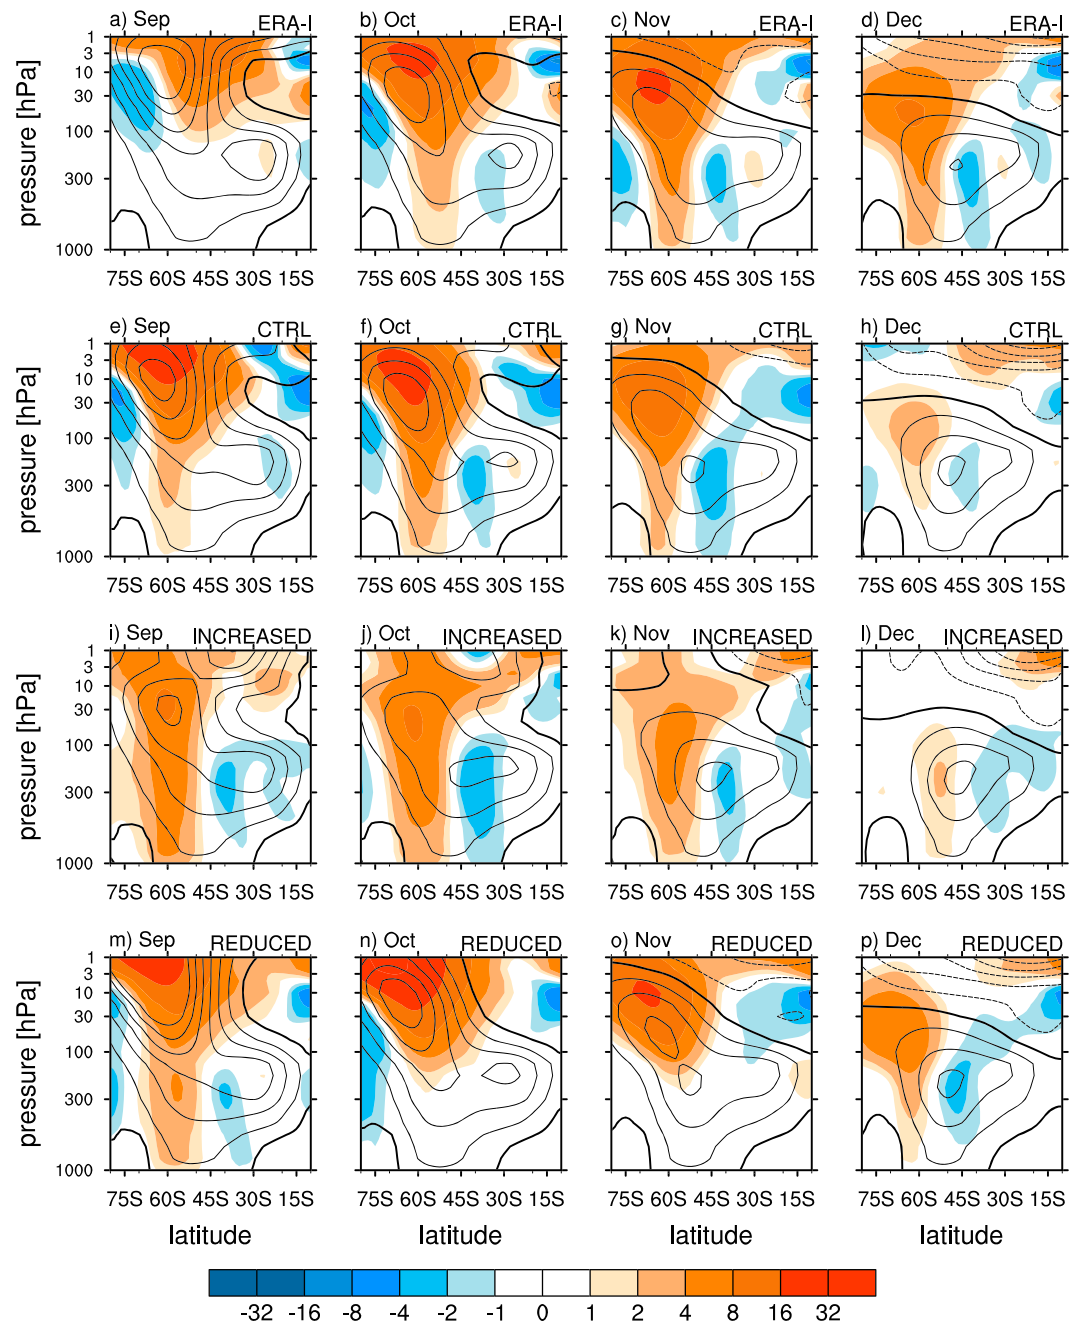 a) Sep ERA-I b) Oct ERA-I c) Nov ERA-I d) Dec ERA-I
pressure [hPa]
1
3
10
30
100
300
1000
75S 60S 45S 30S 15S 75S 60S 45S 30S 15S 75S 60S 45S 30S 15S 75S 60S 45S 30S 15S
e) Sep CTRL f) Oct CTRL g) Nov CTRL h) Dec CTRL
pressure [hPa]
1
3
10
30
100
300
1000
75S 60S 45S 30S 15S 75S 60S 45S 30S 15S 75S 60S 45S 30S 15S 75S 60S 45S 30S 15S
i) Sep INCREASED j) Oct INCREASED k) Nov INCREASED l) Dec INCREASED
pressure [hPa]
1
3
10
30
100
300
1000
75S 60S 45S 30S 15S 75S 60S 45S 30S 15S 75S 60S 45S 30S 15S 75S 60S 45S 30S 15S
m) Sep REDUCED n) Oct REDUCED o) Nov REDUCED p) Dec REDUCED
pressure [hPa]
1
3
10
30
100
300
1000
75S 60S 45S 30S 15S 75S 60S 45S 30S 15S 75S 60S 45S 30S 15S 75S 60S 45S 30S 15S
latitude latitude latitude latitude
-32 -16 -8 -4 -2 -1 0 1 2 4 8 16 32